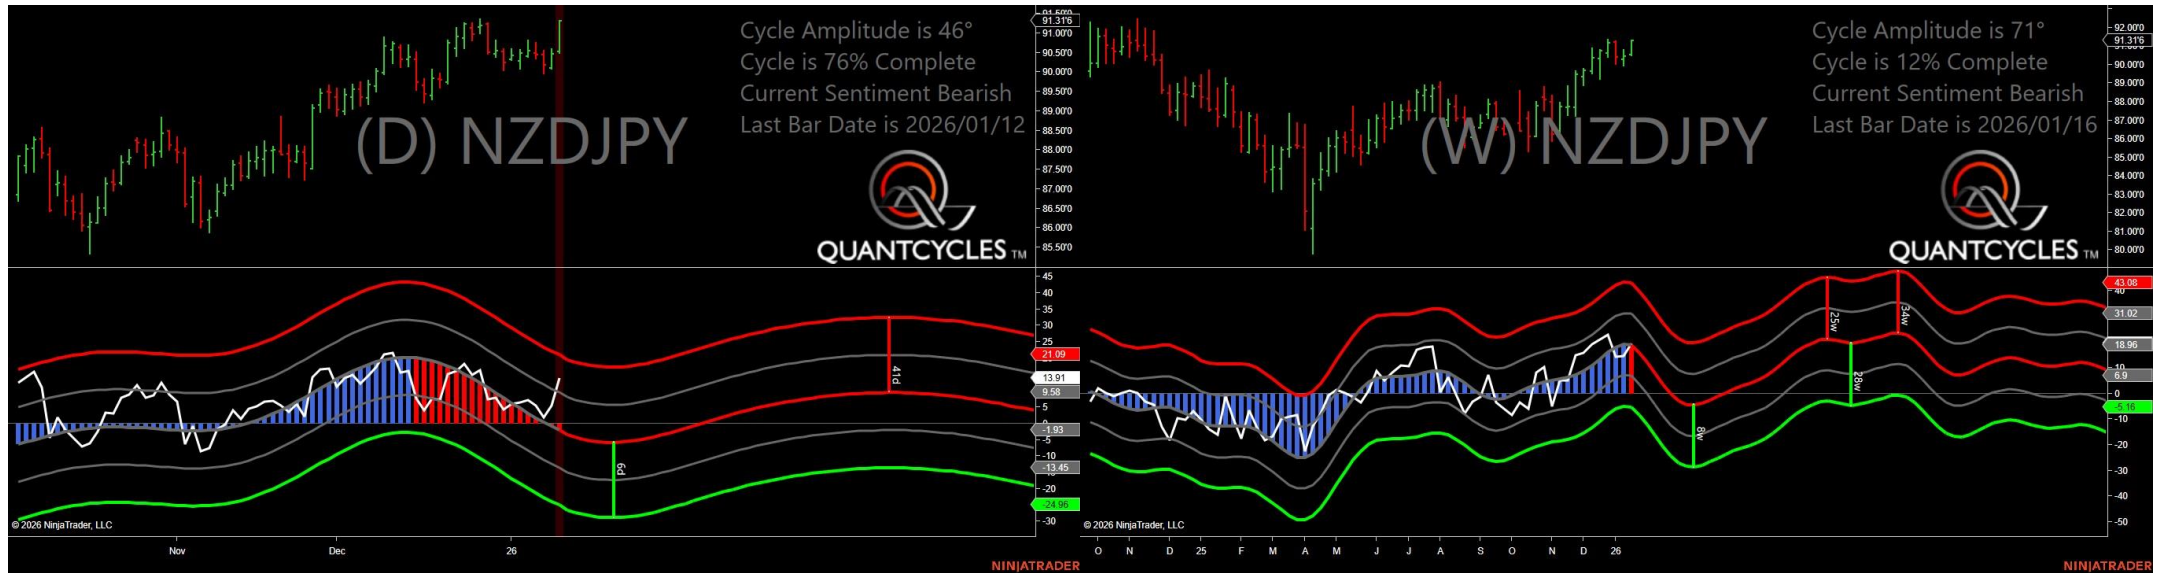 Cycle Amplitude is 46°
Cycle is 76% Complete
Current Sentiment Bearish
Last Bar Date is 2026/01/12
(D) NZDJPY
QUANTCYCLES TM
91.31'6
91.00'0
90.50'0
90.00'0
89.50'0
89.00'0
88.50'0
88.00'0
87.50'0
87.00'0
86.50'0
86.00'0
85.50'0
45
40
35
30
25
21.09
13.91
9.58
5
-1.93
-5
-10
-13.45
-20
-24.96
-30
41d
6d
© 2026 NinjaTrader, LLC
Nov
Dec
26
NINJATRADER
Cycle Amplitude is 71°
Cycle is 12% Complete
Current Sentiment Bearish
Last Bar Date is 2026/01/16
(W) NZDJPY
QUANTCYCLES TM
92.00'0
91.31'6
90.00'0
89.00'0
88.00'0
87.00'0
86.00'0
85.00'0
84.00'0
83.00'0
82.00'0
81.00'0
80.00'0
43.08
40
31.02
18.96
10
6.9
0
-5.16
-10
-20
-30
-40
-50
25w
34w
28w
8w
© 2026 NinjaTrader, LLC
O N D 25 F M A M J J A S O N D 26
NINJATRADER